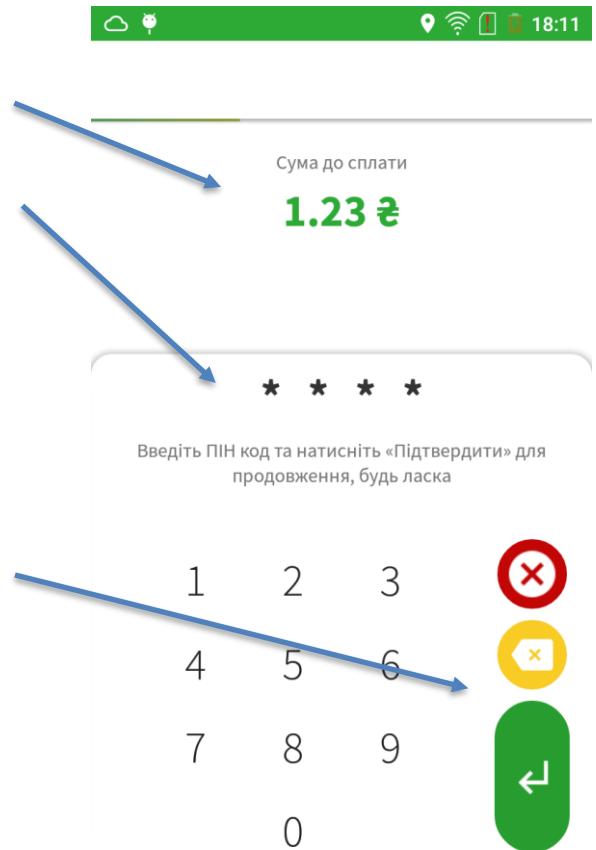 18:11
Сума до сплати
1.23 ₴
* * * *
Введіть ПІН код та натисніть «Підтвердити» для
продовження, будь ласка
1 2 3
4 5 6
7 8 9
0